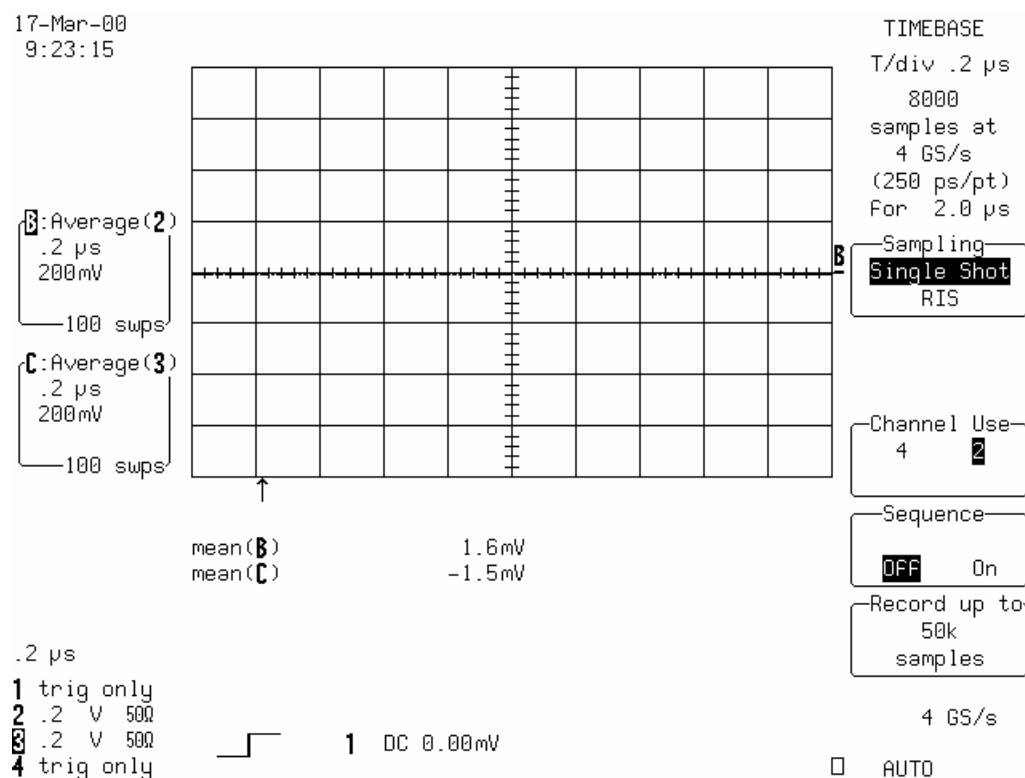 17-Mar-00
9:23:15
B:Average(2)
.2 µs
200mV
100 swps
C:Average(3)
.2 µs
200mV
100 swps
B
mean(B) 1.6mV
mean(C) -1.5mV
.2 µs
1 trig only
2 .2 V 50Ω
3 .2 V 50Ω
4 trig only
1 DC 0.00mV
TIMEBASE
T/div .2 µs
8000
samples at
4 GS/s
(250 ps/pt)
For 2.0 µs
Sampling
Single Shot
RIS
Channel Use
4 2
Sequence
OFF On
Record up to
50k
samples
4 GS/s
AUTO